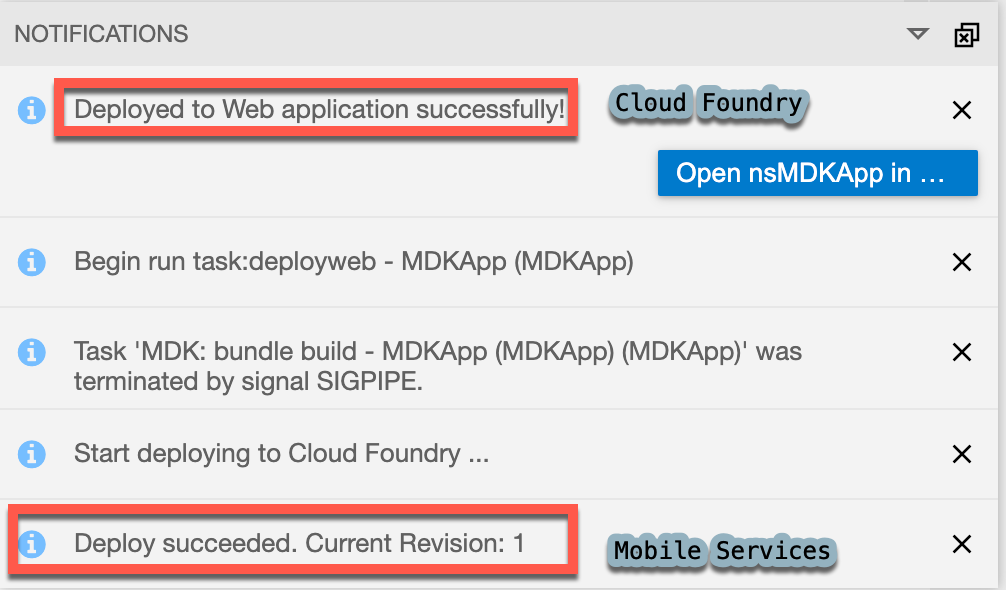 NOTIFICATIONS
Deployed to Web application successfully!
Cloud Foundry
Open nsMDKApp in ...
Begin run task:deployweb - MDKApp (MDKApp)
Task 'MDK: bundle build - MDKApp (MDKApp) (MDKApp)' was
terminated by signal SIGPIPE.
Start deploying to Cloud Foundry ...
Deploy succeeded. Current Revision: 1
Mobile Services